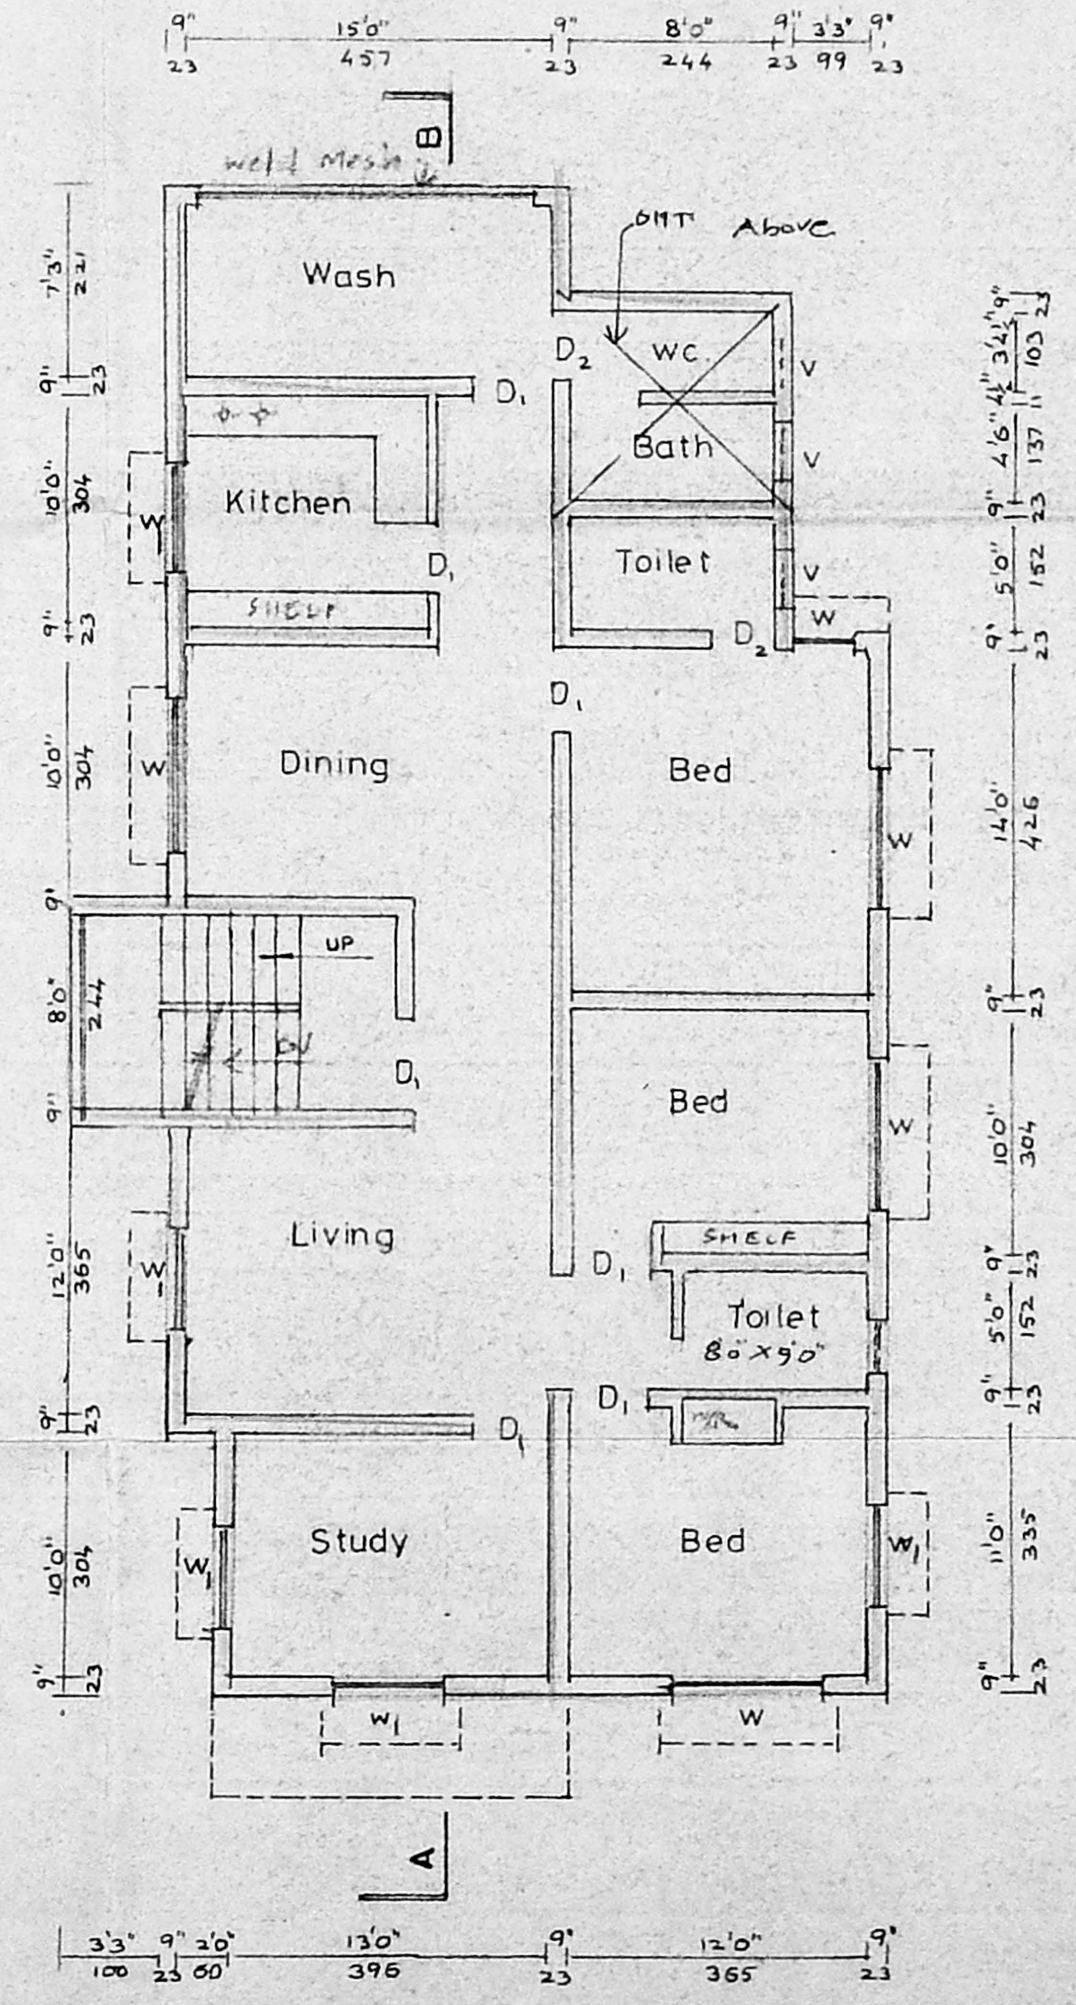 9" 15'0" 9" 8'0" 9" 3'3" 9"
23 457 23 244 23 99 23
B
Weld Mesh
OHT Above
Wash
7'3"
221
9"
23
D2
WC
V
9"
23
3'4½"
103
4½"
11
D1
Bath
V
4'6"
137
9"
23
Kitchen
W1
10'0"
304
D1
Toilet
V
5'0"
152
SHELF
9"
23
D2
W
9"
23
D1
Dining
W
10'0"
304
Bed
W
14'0"
426
9"
UP
8'0"
244
9"
23
D1
9"
Bed
W
10'0"
304
Living
W1
12'0"
365
SHELF
D1
9"
23
Toilet
8'0" X 9'0"
5'0"
152
D1
9"
23
9"
23
D1
Study
W1
10'0"
304
Bed
W1
11'0"
335
9"
23
9"
23
W1
W
A
3'3" 9" 2'0" 13'0" 9" 12'0" 9"
100 23 60 396 23 365 23